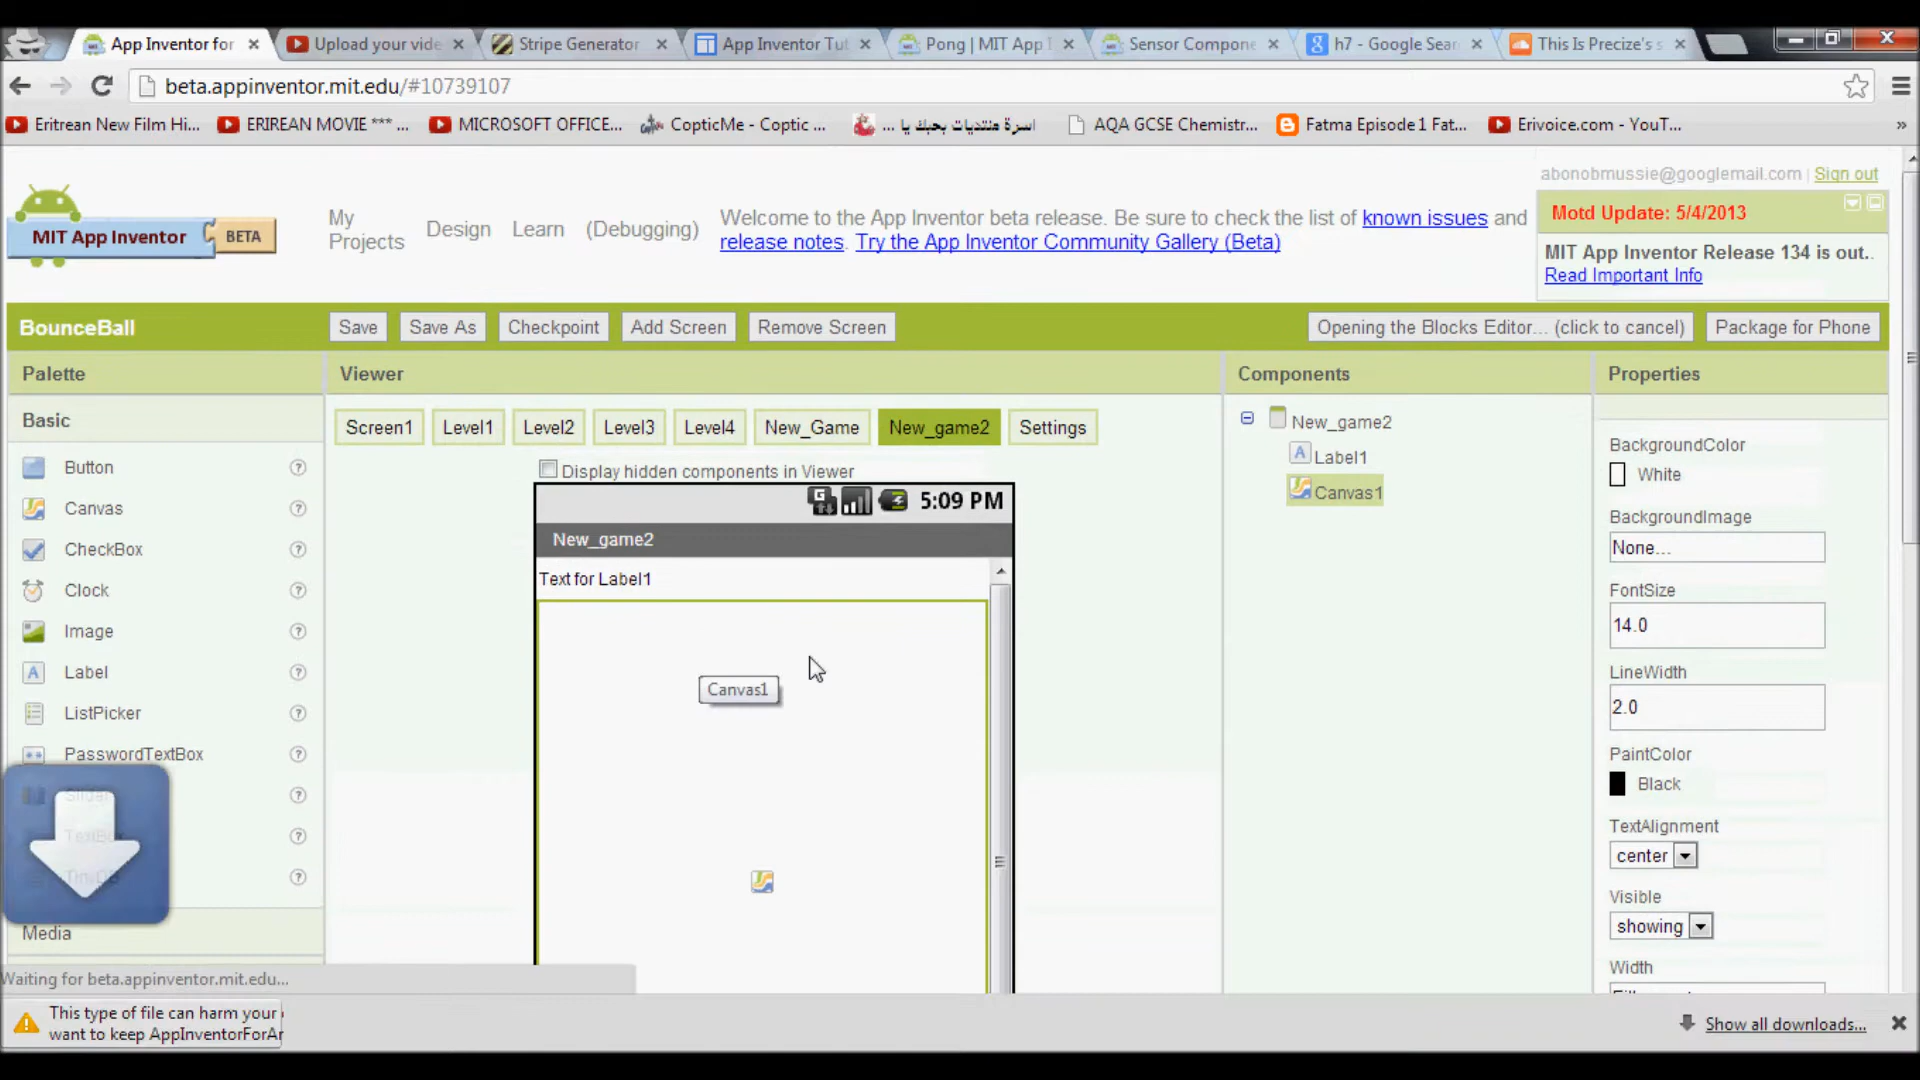 App Inventor for
Upload your vide
Stripe Generator
App Inventor Tut
Pong | MIT App I
Sensor Compone
h7 - Google Sear
This Is Precize's s
beta.appinventor.mit.edu/#10739107
Eritrean New Film Hi...
ERIREAN MOVIE *** ...
MICROSOFT OFFICE...
CopticMe - Coptic ...
اسرة منتديات بحبك يا ...
AQA GCSE Chemistr...
Fatma Episode 1 Fat...
Erivoice.com - YouT...
»
abonobmussie@googlemail.com | Sign out
MIT App Inventor BETA
My Projects
Design
Learn
(Debugging)
Welcome to the App Inventor beta release. Be sure to check the list of known issues and
release notes. Try the App Inventor Community Gallery (Beta)
Motd Update: 5/4/2013
MIT App Inventor Release 134 is out..
Read Important Info
BounceBall
Save
Save As
Checkpoint
Add Screen
Remove Screen
Opening the Blocks Editor... (click to cancel)
Package for Phone
Palette
Viewer
Components
Properties
Basic
Button
Canvas
CheckBox
Clock
Image
Label
ListPicker
PasswordTextBox
Slider
TextBox
TinyDB
Media
Screen1
Level1
Level2
Level3
Level4
New_Game
New_game2
Settings
Display hidden components in Viewer
5:09 PM
New_game2
Text for Label1
Canvas1
New_game2
Label1
Canvas1
BackgroundColor
White
BackgroundImage
None...
FontSize
14.0
LineWidth
2.0
PaintColor
Black
TextAlignment
center
Visible
showing
Width
Waiting for beta.appinventor.mit.edu...
This type of file can harm your
want to keep AppInventorForAr
Show all downloads...